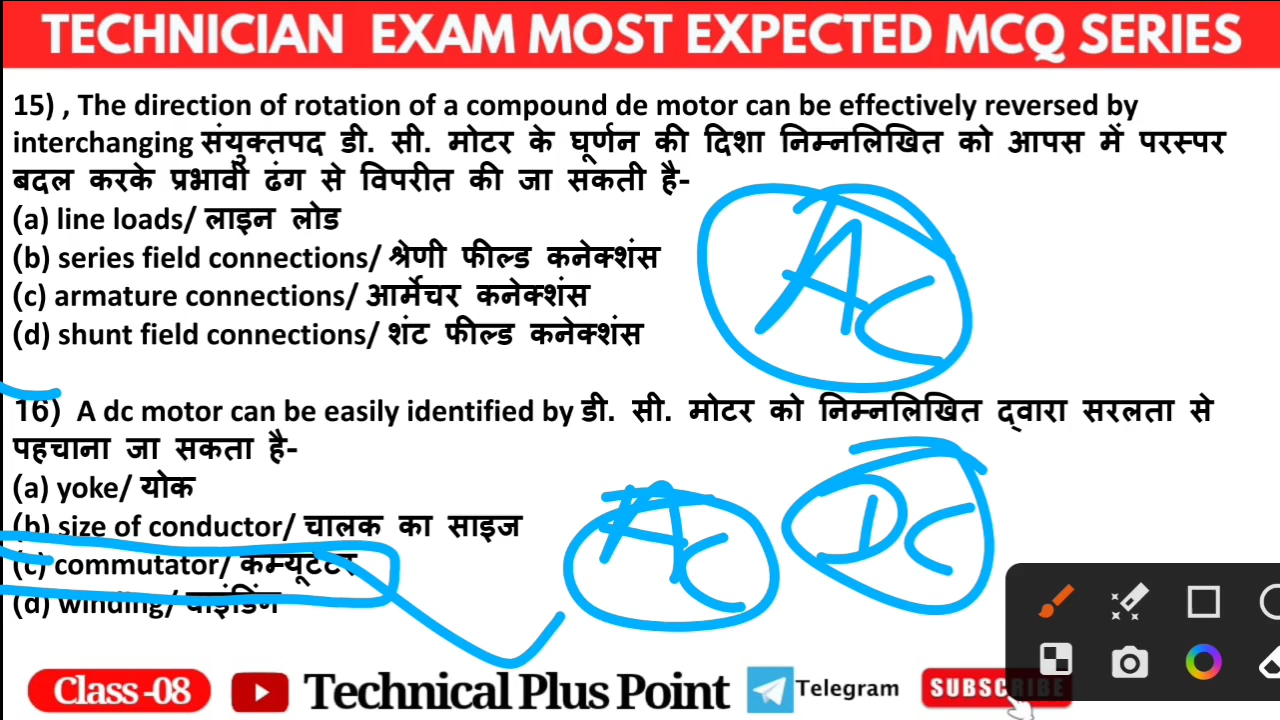 TECHNICIAN EXAM MOST EXPECTED MCQ SERIES
15) , The direction of rotation of a compound de motor can be effectively reversed by
interchanging संयुक्तपद डी. सी. मोटर के घूर्णन की दिशा निम्नलिखित को आपस में परस्पर
बदल करके प्रभावी ढंग से विपरीत की जा सकती है-
(a) line loads/ लाइन लोड
(b) series field connections/ श्रेणी फील्ड कनेक्शंस
(c) armature connections/ आर्मेचर कनेक्शंस
(d) shunt field connections/ शंट फील्ड कनेक्शंस
AC
16) A dc motor can be easily identified by डी. सी. मोटर को निम्नलिखित द्वारा सरलता से
पहचाना जा सकता है-
(a) yoke/ योक
(b) size of conductor/ चालक का साइज
(c) commutator/ कम्यूटेटर
(d) winding/ वाइंडिंग
AC DC
Class -08 Technical Plus Point Telegram SUBSCRIBE